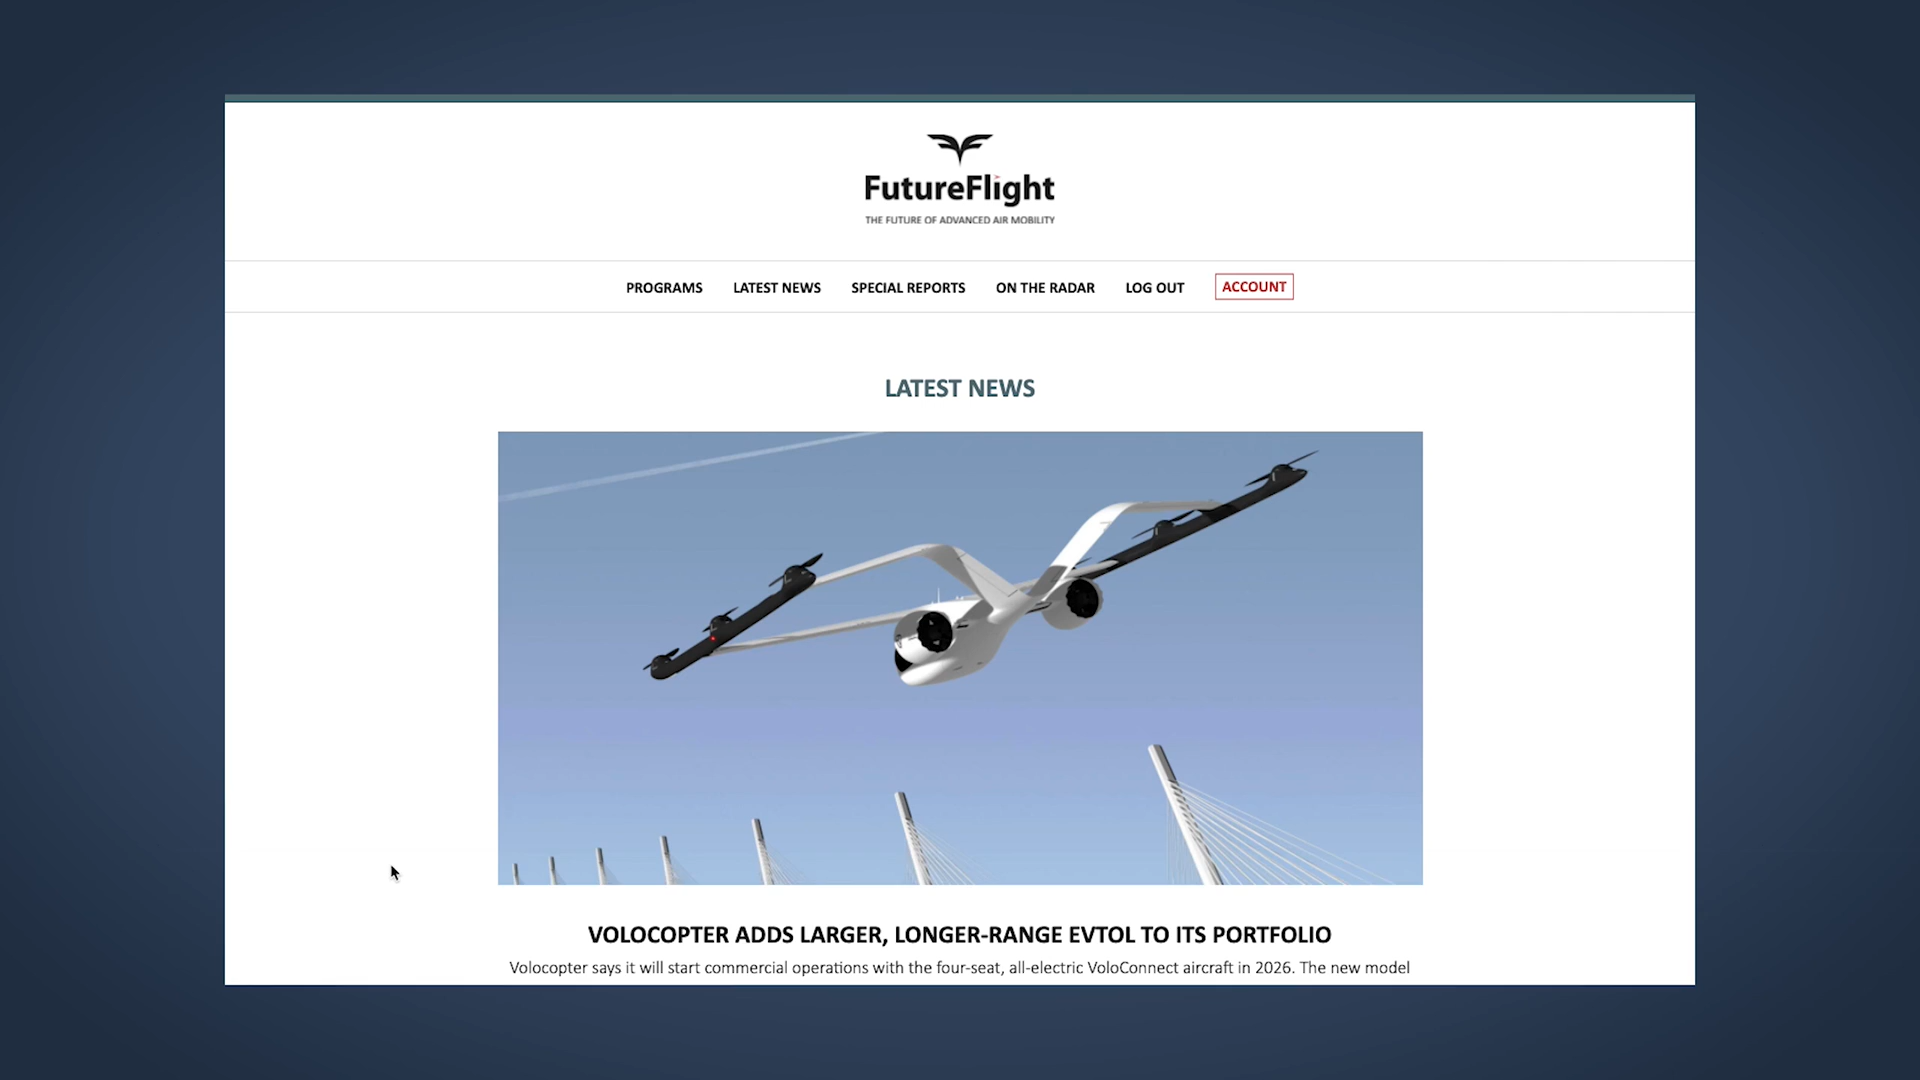 FutureFlight
THE FUTURE OF ADVANCED AIR MOBILITY
PROGRAMS LATEST NEWS SPECIAL REPORTS ON THE RADAR LOG OUT ACCOUNT
LATEST NEWS
VOLOCOPTER ADDS LARGER, LONGER-RANGE EVTOL TO ITS PORTFOLIO
Volocopter says it will start commercial operations with the four-seat, all-electric VoloConnect aircraft in 2026. The new model